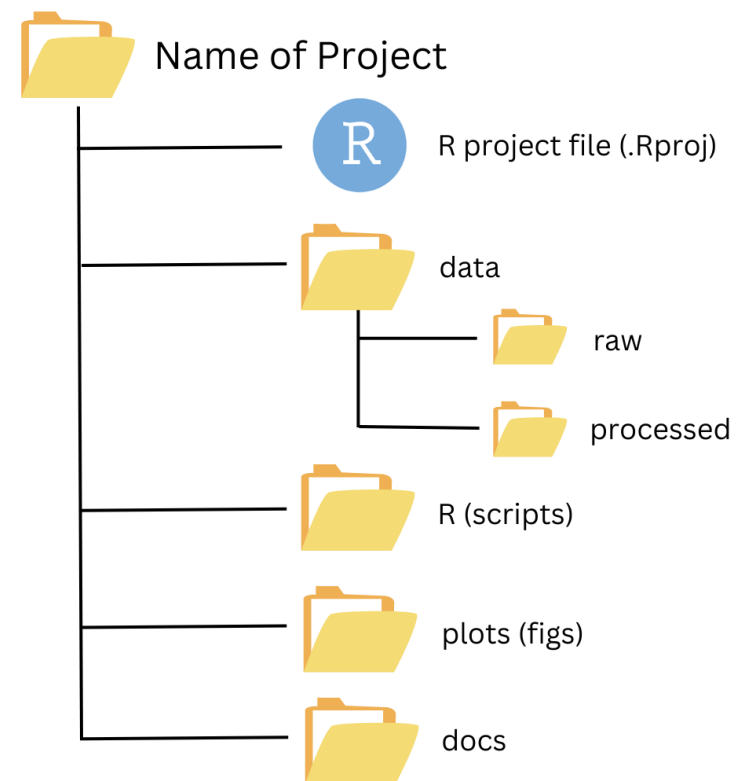 Name of Project
R
R project file (.Rproj)
data
raw
processed
R (scripts)
plots (figs)
docs